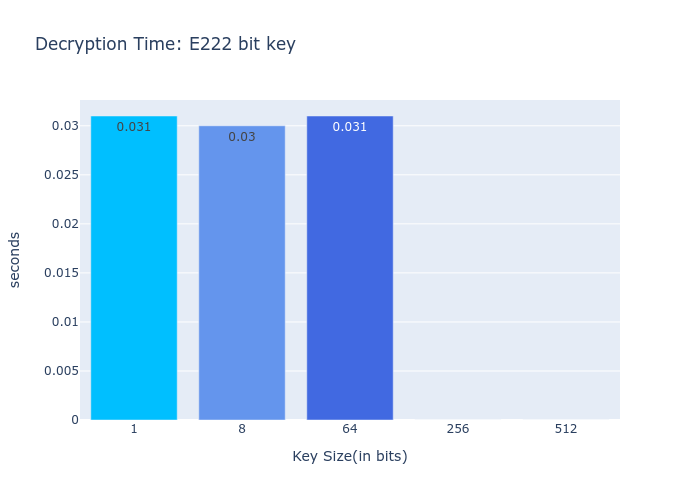 Decryption Time: E222 bit key
0.031
0.03
0.031
0.03
0.025
0.02
0.015
0.01
0.005
0
seconds
1 8 64 256 512
Key Size(in bits)